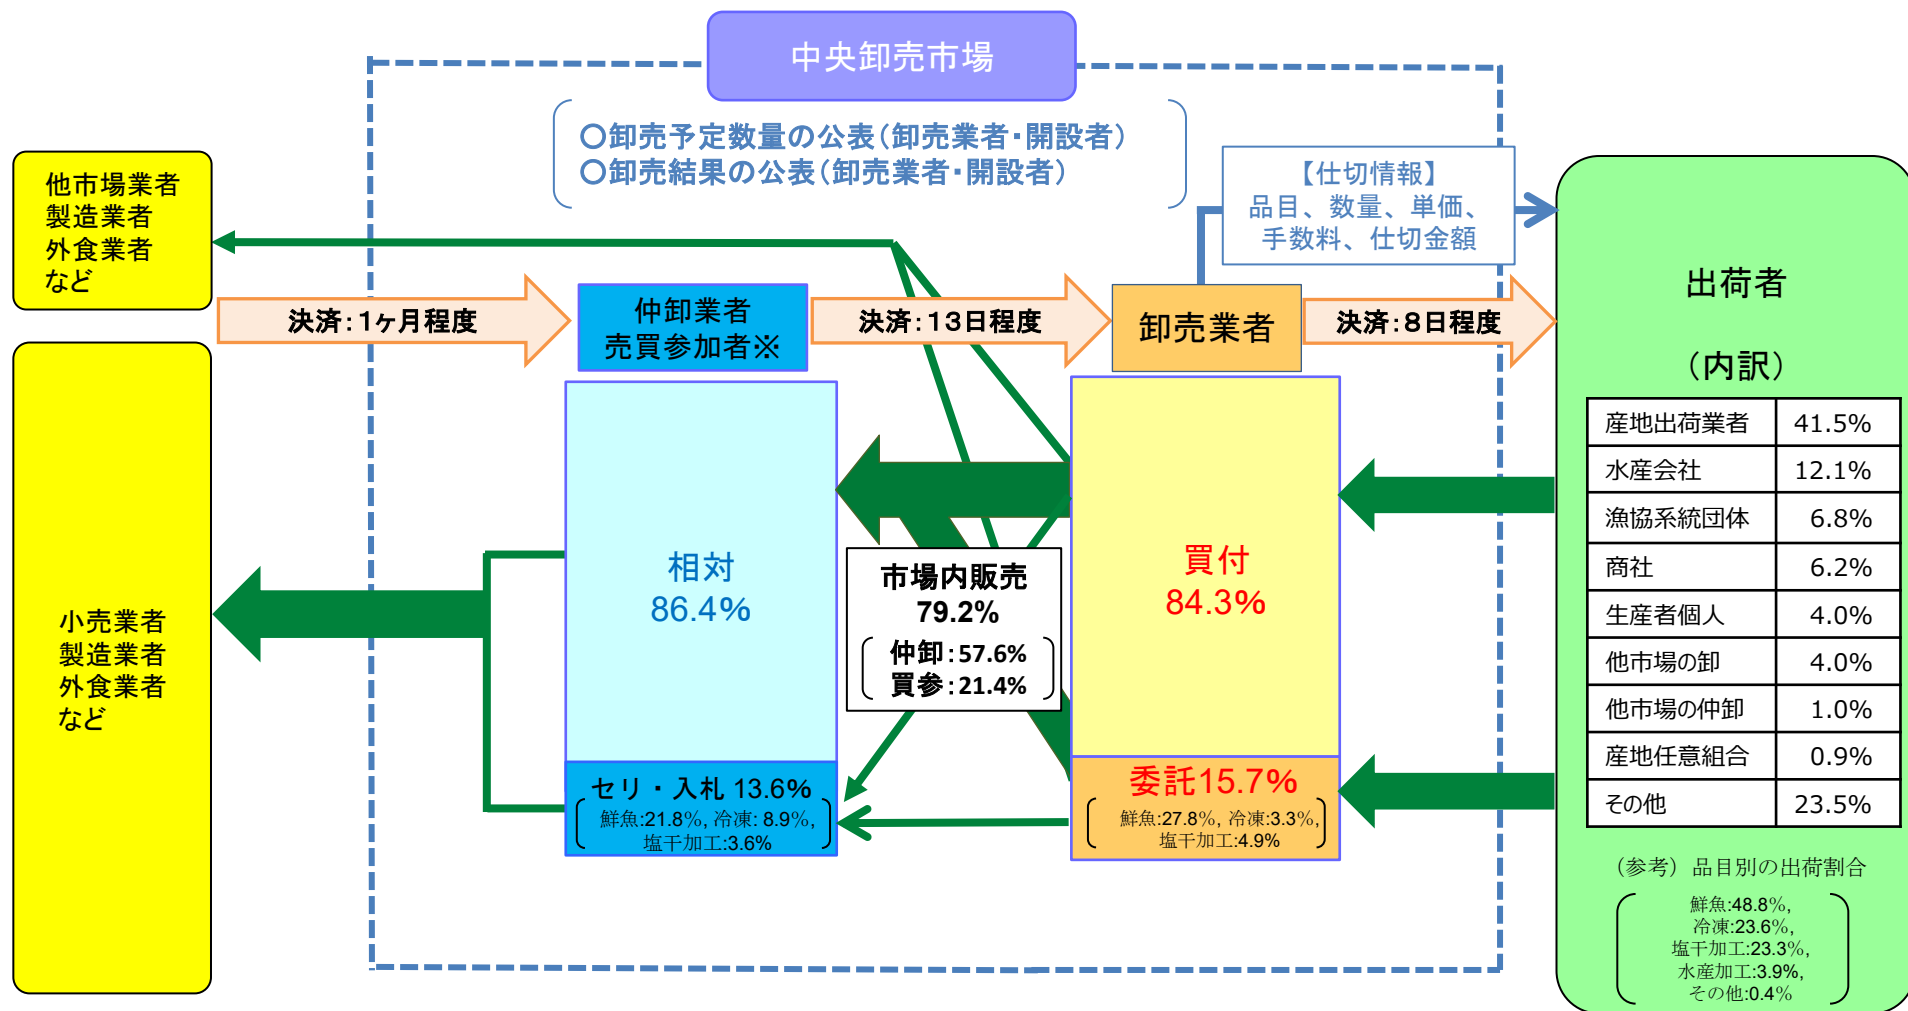 中央卸売市場
○卸売予定数量の公表(卸売業者・開設者)
○卸売結果の公表(卸売業者・開設者)
他市場業者
製造業者
外食業者
など
【仕切情報】
品目、数量、単価、
手数料、仕切金額
決済:1ヶ月程度
仲卸業者
売買参加者※
決済:13日程度
卸売業者
決済:8日程度
出荷者
(内訳)
産地出荷業者 41.5%
水産会社 12.1%
漁協系統団体 6.8%
商社 6.2%
生産者個人 4.0%
他市場の卸 4.0%
他市場の仲卸 1.0%
産地任意組合 0.9%
その他 23.5%
(参考)品目別の出荷割合
鮮魚:48.8%,
冷凍:23.6%,
塩干加工:23.3%,
水産加工:3.9%,
その他:0.4%
小売業者
製造業者
外食業者
など
相対
86.4%
セリ・入札 13.6%
鮮魚:21.8%, 冷凍: 8.9%,
塩干加工:3.6%
市場内販売
79.2%
仲卸:57.6%
買参:21.4%
買付
84.3%
委託15.7%
鮮魚:27.8%, 冷凍:3.3%,
塩干加工:4.9%